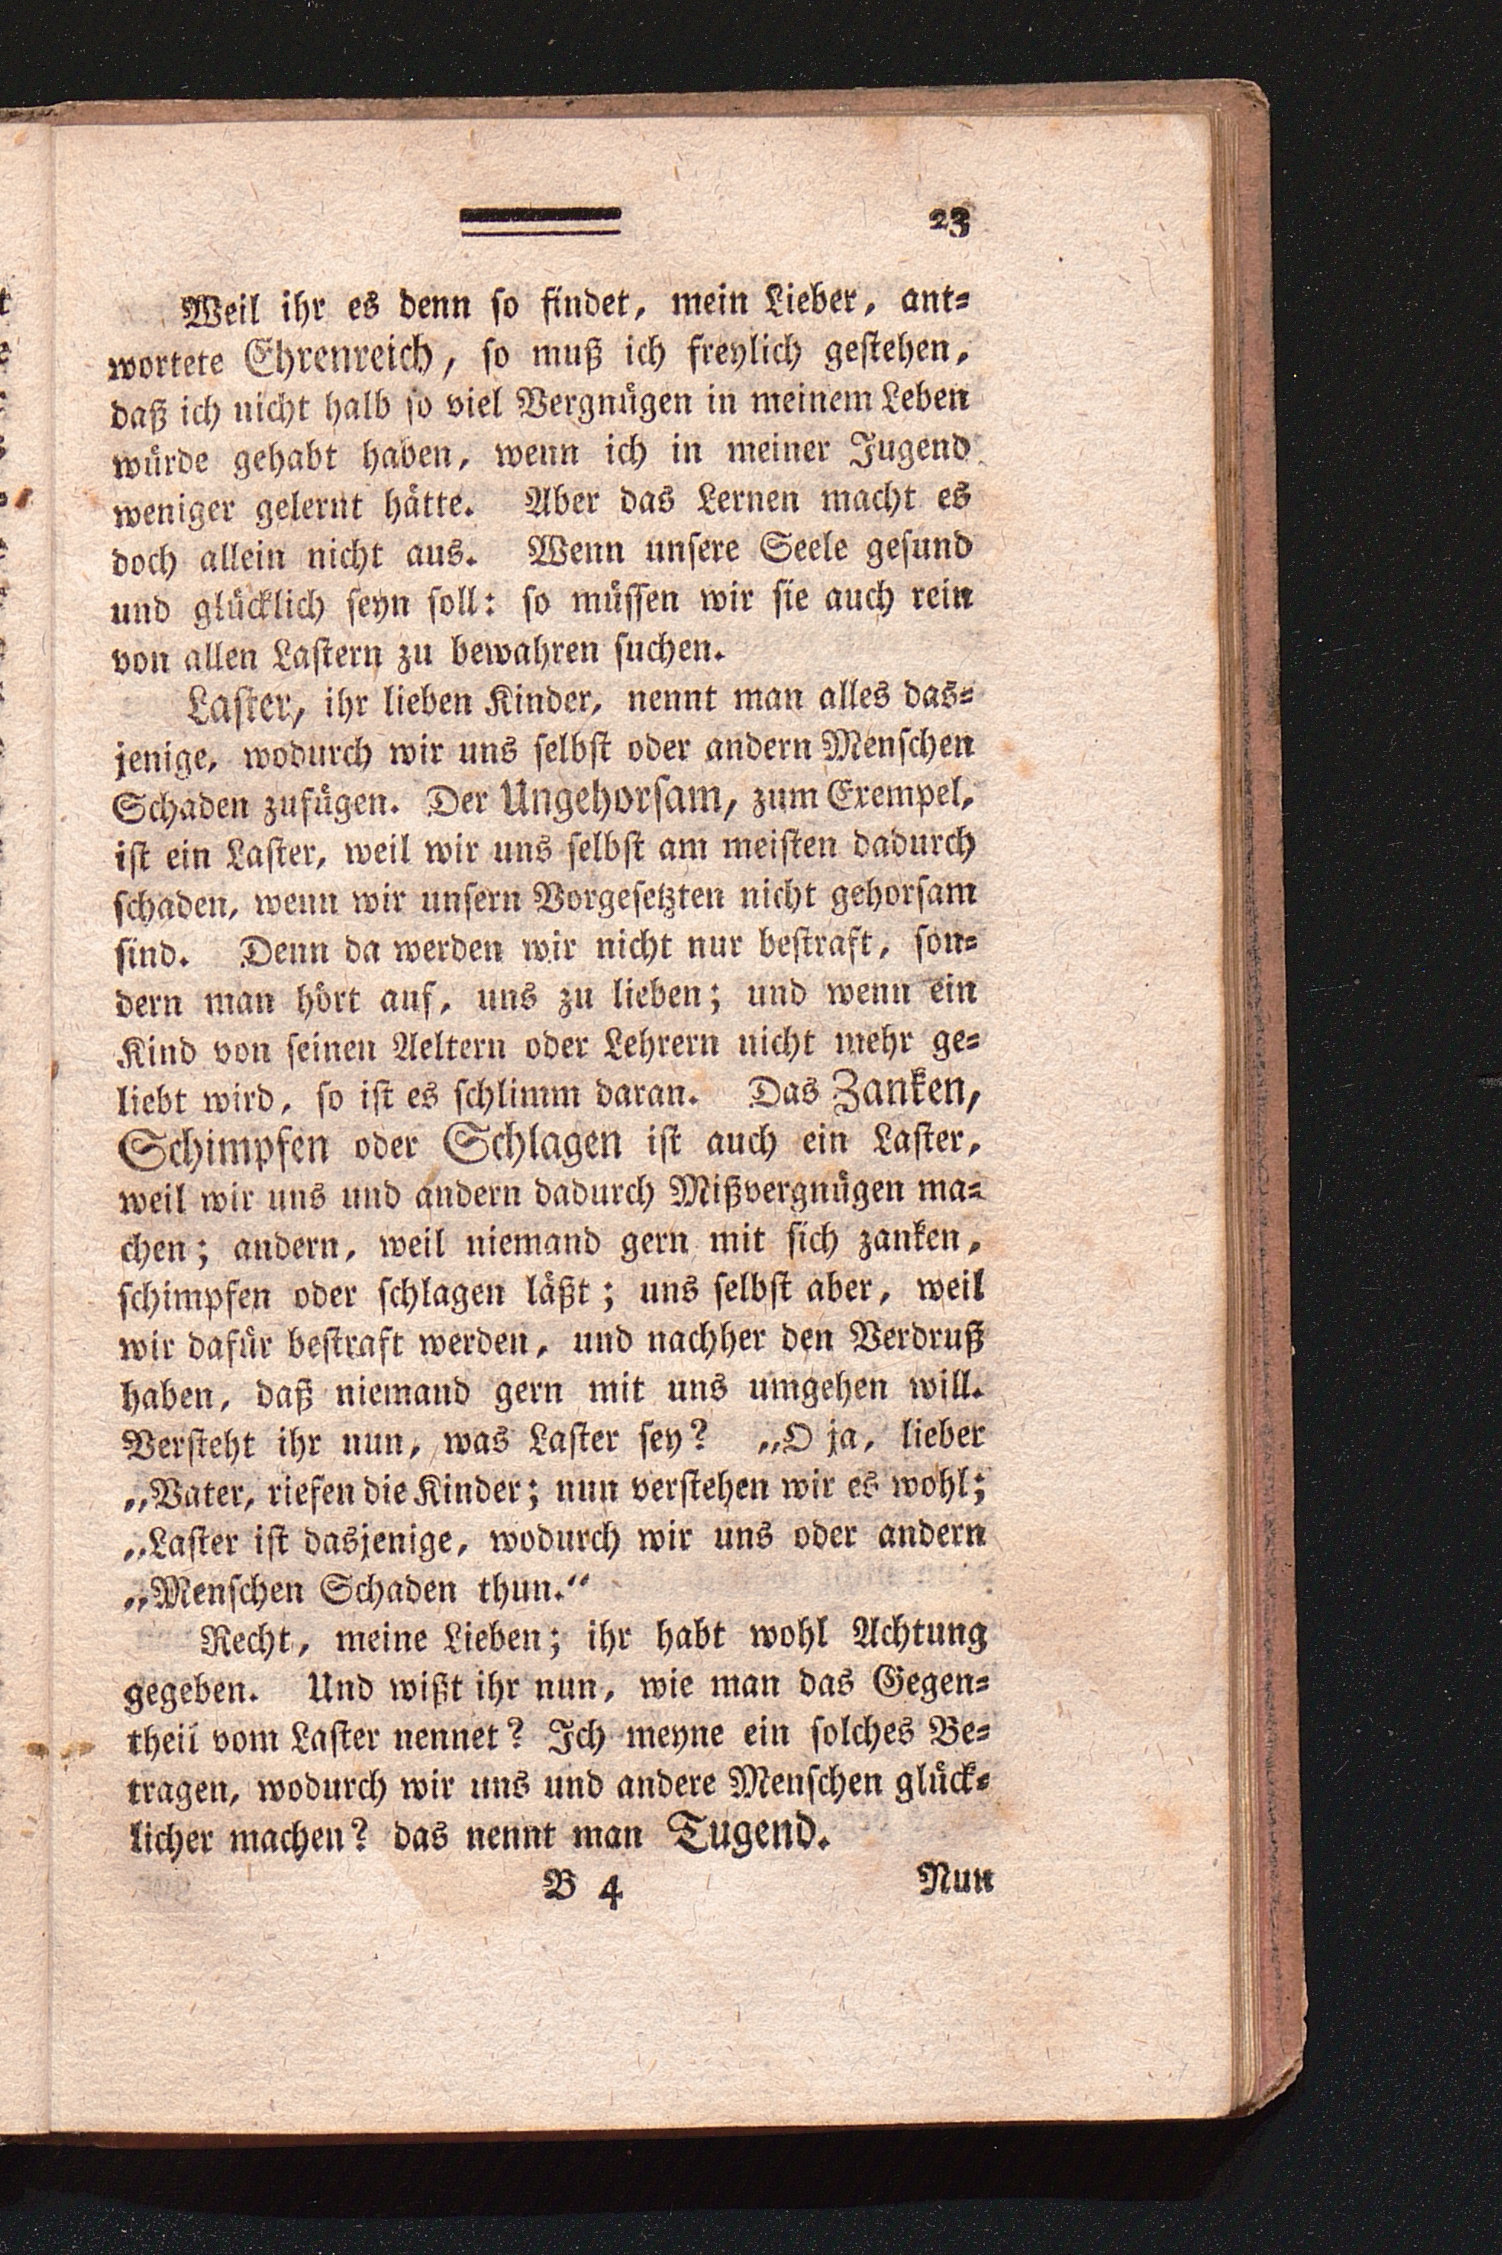 23
Weil ihr es denn so findet, mein Lieber, ant-
wortete Ehrenreich, so muß ich freylich gestehen,
daß ich nicht halb so viel Vergnügen in meinem Leben
würde gehabt haben, wenn ich in meiner Jugend
weniger gelernt hätte. Aber das Lernen macht es
doch allein nicht aus. Wenn unsere Seele gesund
und glücklich seyn soll: so müssen wir sie auch rein
von allen Lastern zu bewahren suchen.
Laster, ihr lieben Kinder, nennt man alles das-
jenige, wodurch wir uns selbst oder andern Menschen
Schaden zufügen. Der Ungehorsam, zum Exempel,
ist ein Laster, weil wir uns selbst am meisten dadurch
schaden, wenn wir unsern Vorgesetzten nicht gehorsam
sind. Denn da werden wir nicht nur bestraft, son-
dern man hört auf, uns zu lieben; und wenn ein
Kind von seinen Aeltern oder Lehrern nicht mehr ge-
liebt wird, so ist es schlimm daran. Das Zanken,
Schimpfen oder Schlagen ist auch ein Laster,
weil wir uns und andern dadurch Mißvergnügen ma-
chen; andern, weil niemand gern mit sich zanken,
schimpfen oder schlagen läßt; uns selbst aber, weil
wir dafür bestraft werden, und nachher den Verdruß
haben, daß niemand gern mit uns umgehen will.
Versteht ihr nun, was Laster sey? „O ja, lieber
„Vater, riefen die Kinder; nun verstehen wir es wohl;
„Laster ist dasjenige, wodurch wir uns oder andern
„Menschen Schaden thun.“
Recht, meine Lieben; ihr habt wohl Achtung
gegeben. Und wißt ihr nun, wie man das Gegen-
theil vom Laster nennet? Ich meyne ein solches Be-
tragen, wodurch wir uns und andere Menschen glück-
licher machen? das nennt man Tugend.
B 4 Nun